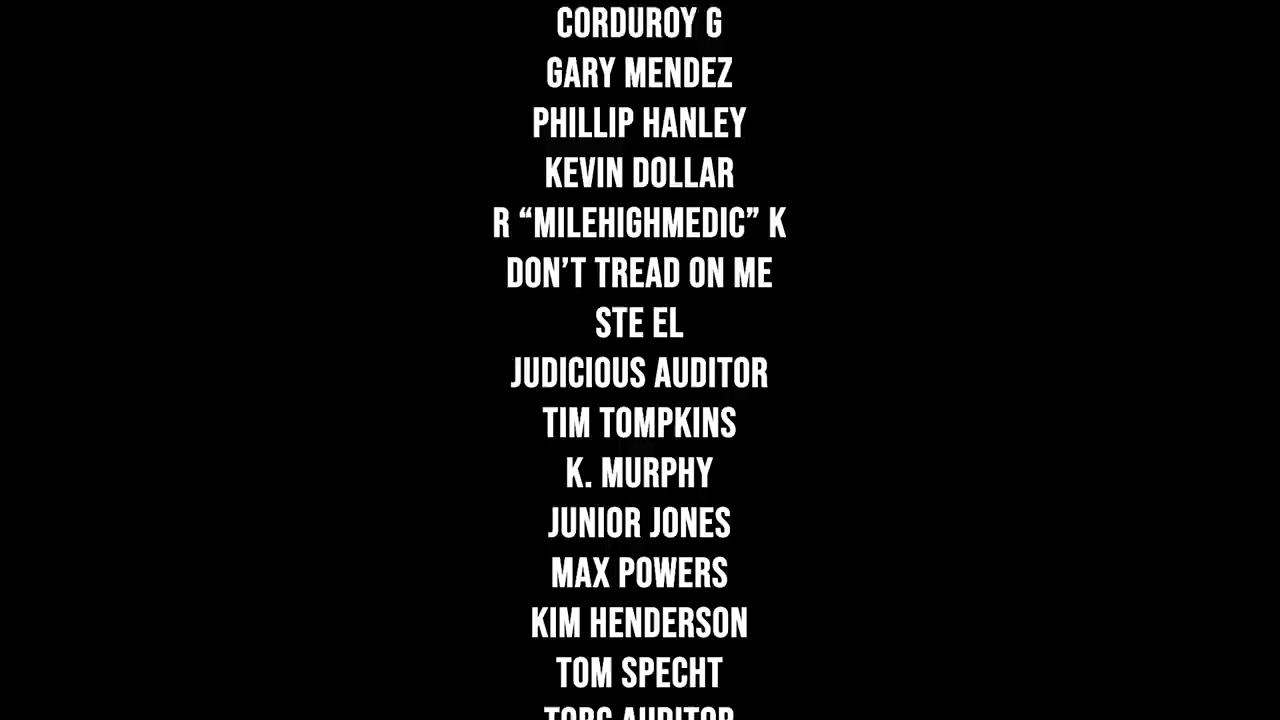 CORDUROY G
GARY MENDEZ
PHILLIP HANLEY
KEVIN DOLLAR
R “MILEHIGHMEDIC” K
DON’T TREAD ON ME
STE EL
JUDICIOUS AUDITOR
TIM TOMPKINS
K. MURPHY
JUNIOR JONES
MAX POWERS
KIM HENDERSON
TOM SPECHT
AUDITOR